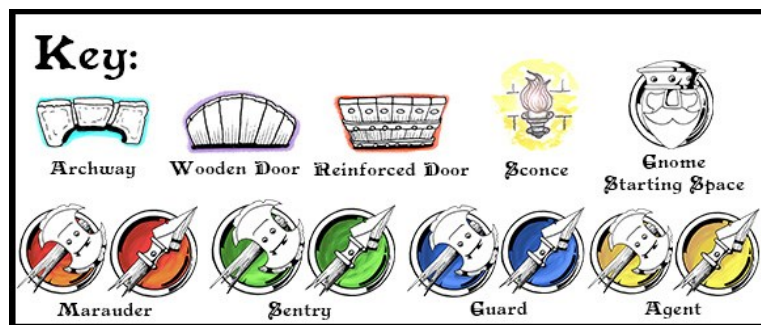 Key:
Archway
Wooden Door
Reinforced Door
Sconce
Gnome
Starting Space
Marauder
Sentry
Guard
Agent